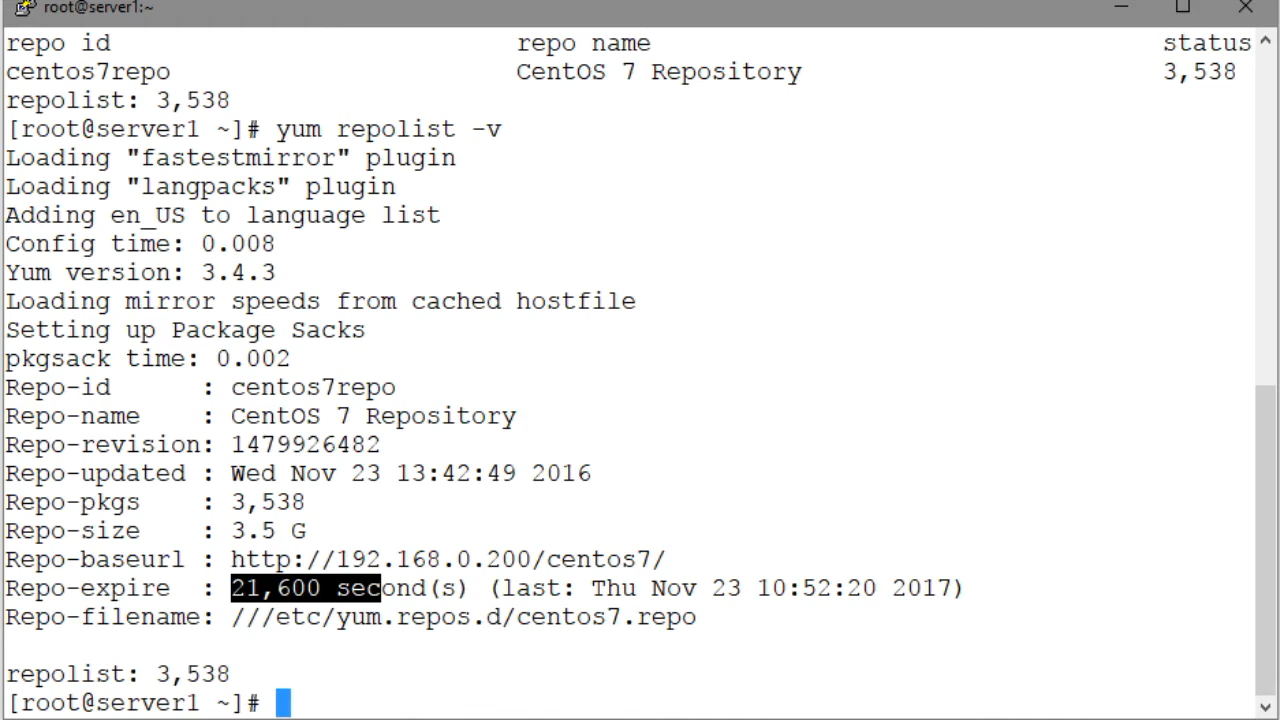 root@server1:~
repo id repo name status
centos7repo CentOS 7 Repository 3,538
repolist: 3,538
[root@server1 ~]# yum repolist -v
Loading "fastestmirror" plugin
Loading "langpacks" plugin
Adding en_US to language list
Config time: 0.008
Yum version: 3.4.3
Loading mirror speeds from cached hostfile
Setting up Package Sacks
pkgsack time: 0.002
Repo-id      : centos7repo
Repo-name    : CentOS 7 Repository
Repo-revision: 1479926482
Repo-updated : Wed Nov 23 13:42:49 2016
Repo-pkgs    : 3,538
Repo-size    : 3.5 G
Repo-baseurl : http://192.168.0.200/centos7/
Repo-expire  : 21,600 second(s) (last: Thu Nov 23 10:52:20 2017)
Repo-filename: ///etc/yum.repos.d/centos7.repo
repolist: 3,538
[root@server1 ~]#